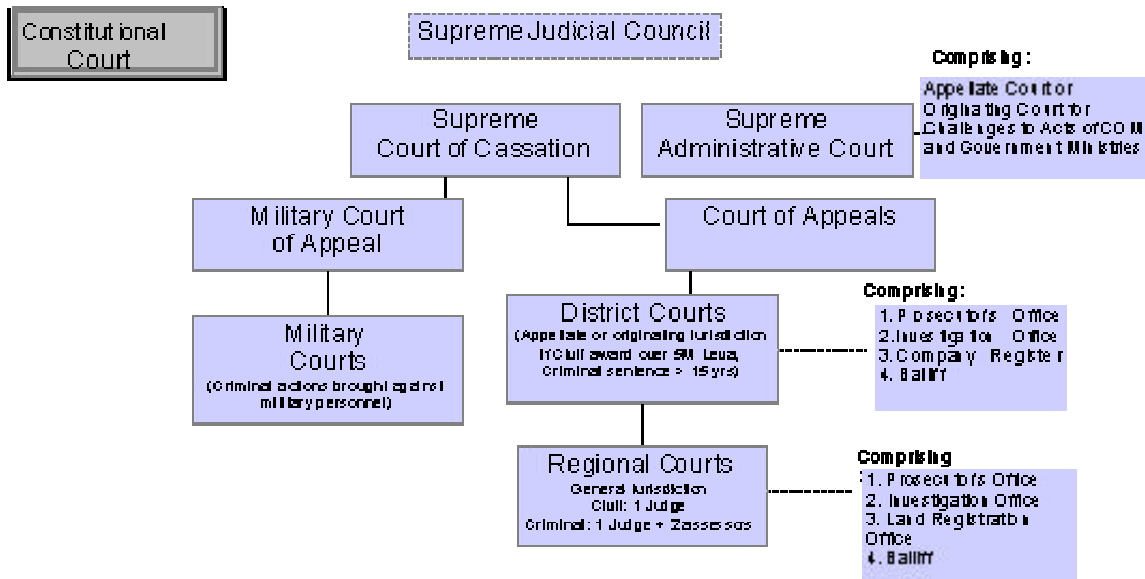 Constitutional
Court
Supreme Judicial Council
Comprising:
Appellate Court or
Originating Court for
Challenges to Acts of COM
and Government Ministries
Supreme
Court of Cassation
Supreme
Administrative Court
Military Court
of Appeal
Court of Appeals
Military
Courts
(Criminal actions brought against
military personnel)
District Courts
(Appellate or originating jurisdiction
if Civil award over 5M Leva,
Criminal sentence > 15 yrs)
Comprising:
1. Prosecutor's Office
2. Investigation Office
3. Company Register
4. Bailiff
Regional Courts
General Jurisdiction
Civil: 1 Judge
Criminal: 1 Judge + 2assessos
Comprising
:
1. Prosecutor's Office
2. Investigation Office
3. Land Registration
Office
4. Bailiff